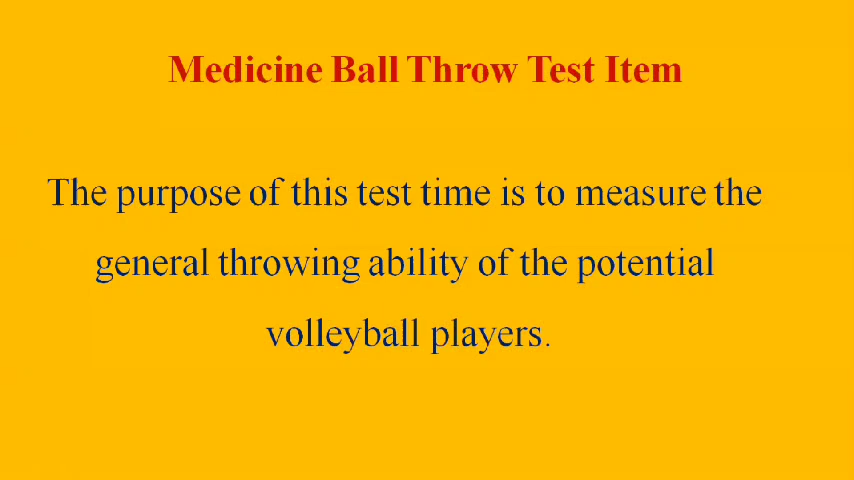 Medicine Ball Throw Test Item
The purpose of this test time is to measure the
general throwing ability of the potential
volleyball players.